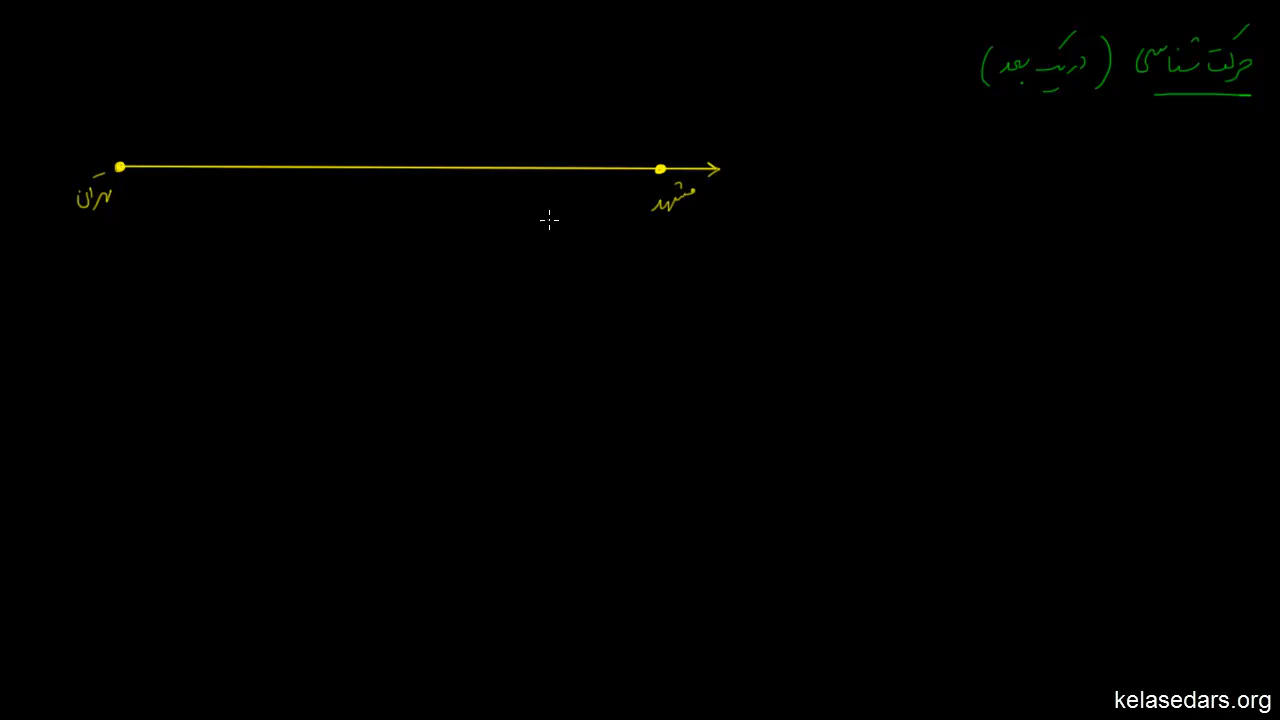 حرکت شناسی (در یک بعد)
تهران
مشهد
kelasedars.org